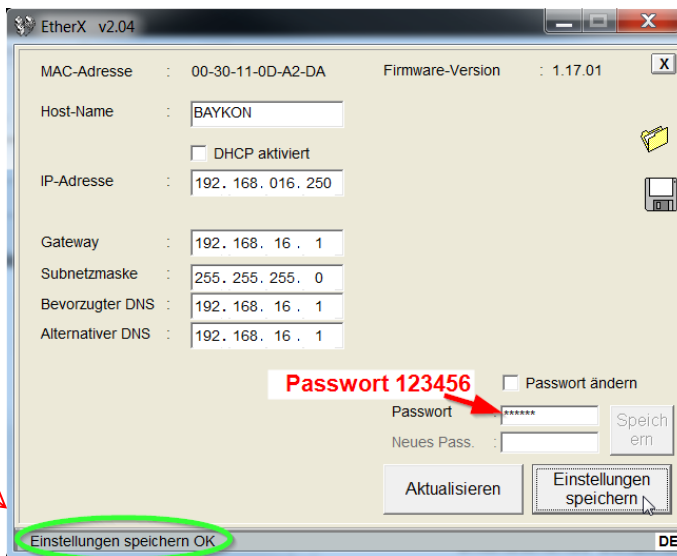 EtherX v2.04
MAC-Adresse : 00-30-11-0D-A2-DA
Firmware-Version : 1.17.01
X
Host-Name : BAYKON
DHCP aktiviert
IP-Adresse : 192. 168. 016. 250
Gateway : 192. 168. 16 . 1
Subnetzmaske : 255. 255. 255. 0
Bevorzugter DNS : 192. 168. 16 . 1
Alternativer DNS : 192. 168. 16 . 1
Passwort 123456
Passwort ändern
Passwort : ******
Neues Pass. :
Speich
ern
Aktualisieren
Einstellungen
speichern
Einstellungen speichern OK
DE